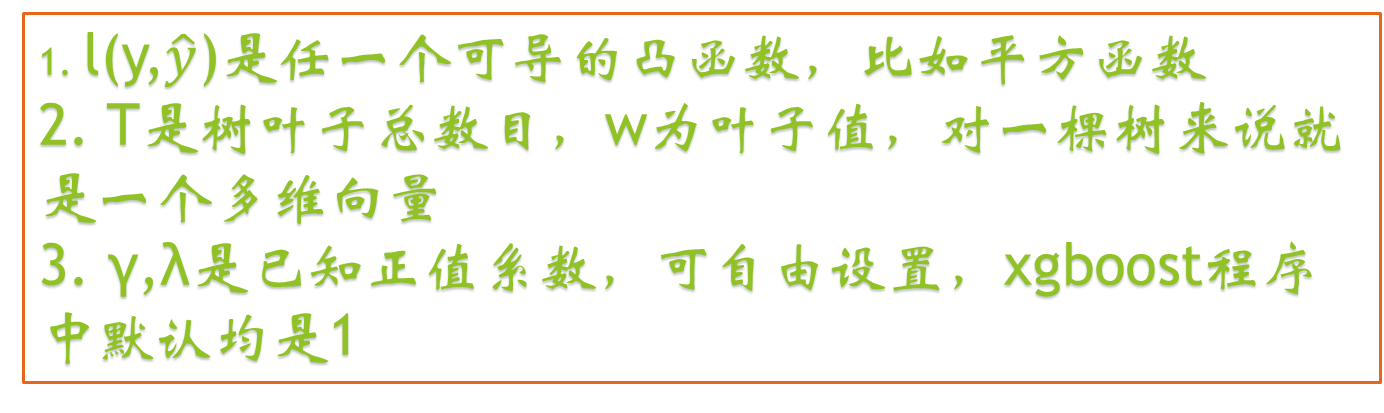 1. l(y,ŷ)是任一个可导的凸函数，比如平方函数
2. T是树叶子总数目，w为叶子值，对一棵树来说就
是一个多维向量
3. γ,λ是已知正值系数，可自由设置，xgboost程序
中默认均是1